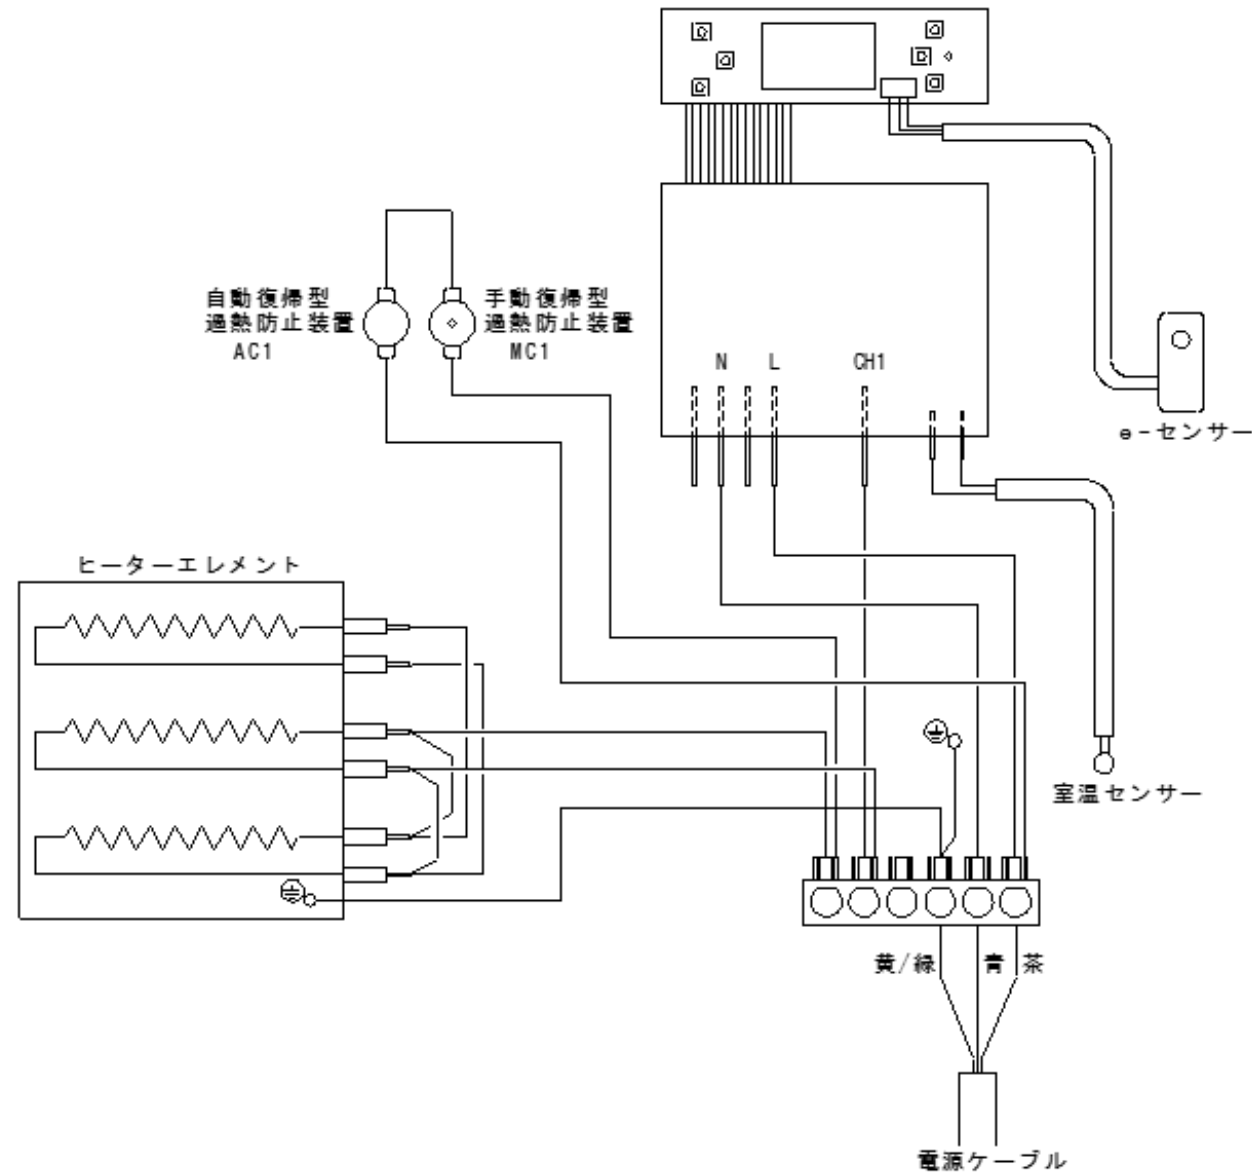 自動復帰型
過熱防止装置
AC1
手動復帰型
過熱防止装置
MC1
N
L
CH1
e-センサー
ヒーターエレメント
室温センサー
黄/緑
青
茶
電源ケーブル